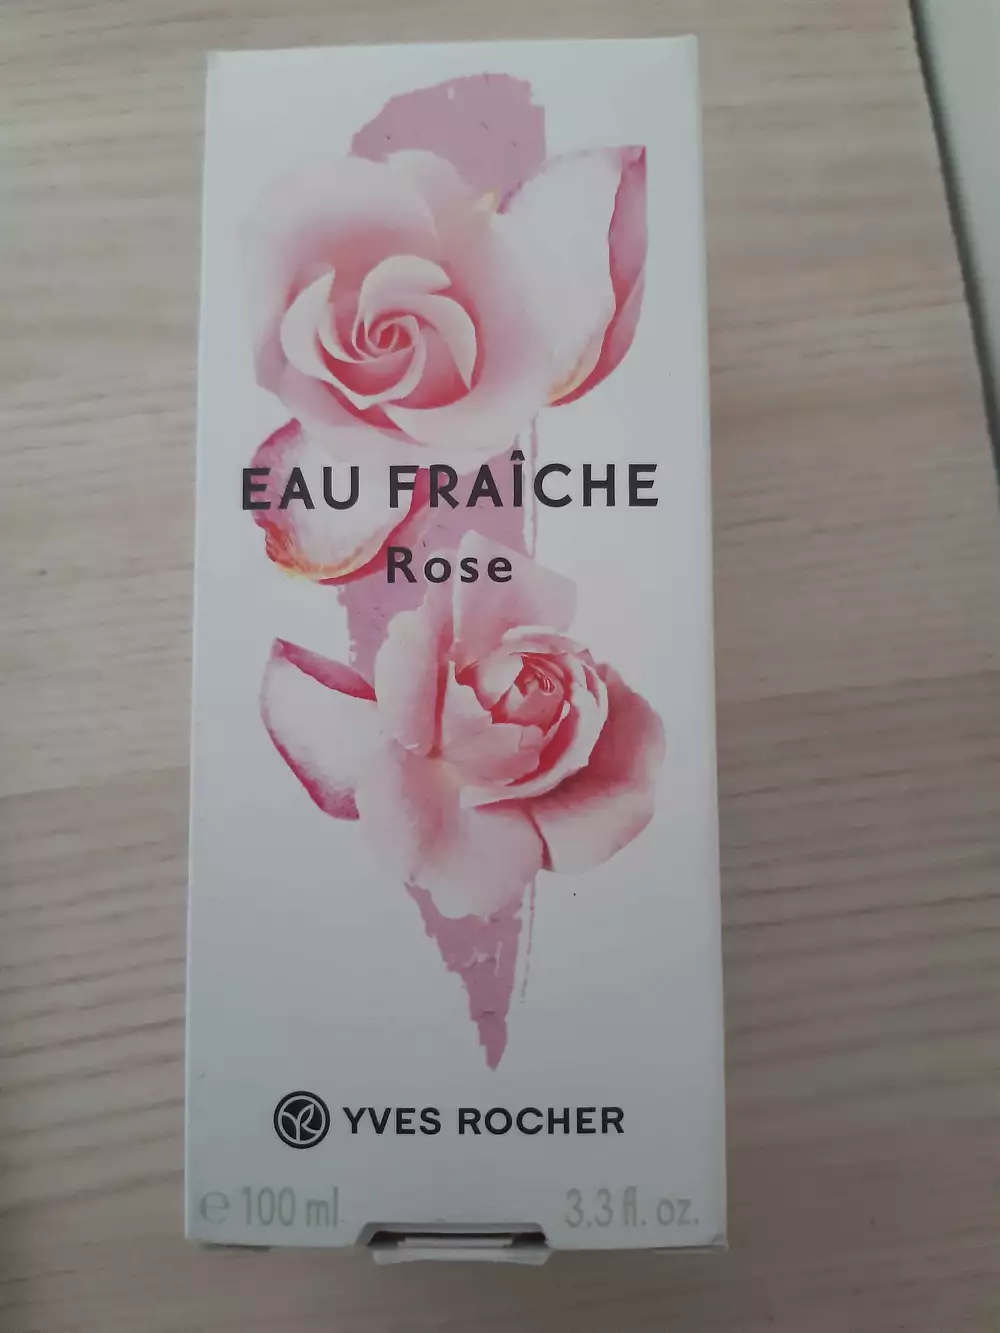 EAU FRAÎCHE
Rose
YVES ROCHER
℮ 100 ml 3.3 fl. oz.